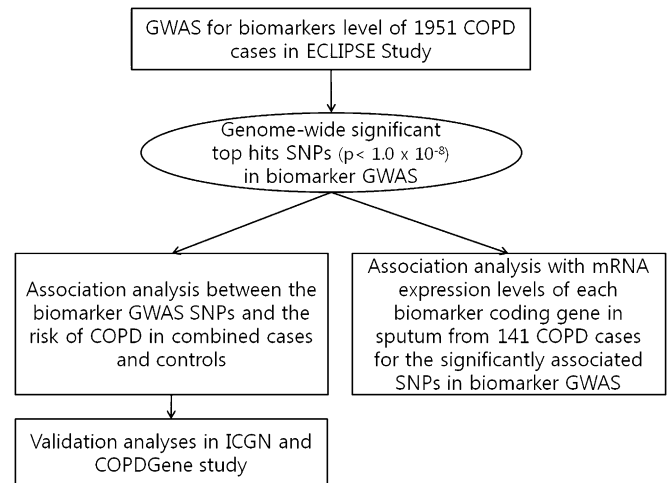 GWAS for biomarkers level of 1951 COPD
cases in ECLIPSE Study
Genome-wide significant
top hits SNPs (p< 1.0 x 10⁻⁸)
in biomarker GWAS
Association analysis between the
biomarker GWAS SNPs and the
risk of COPD in combined cases
and controls
Association analysis with mRNA
expression levels of each
biomarker coding gene in
sputum from 141 COPD cases
for the significantly associated
SNPs in biomarker GWAS
Validation analyses in ICGN and
COPDGene study